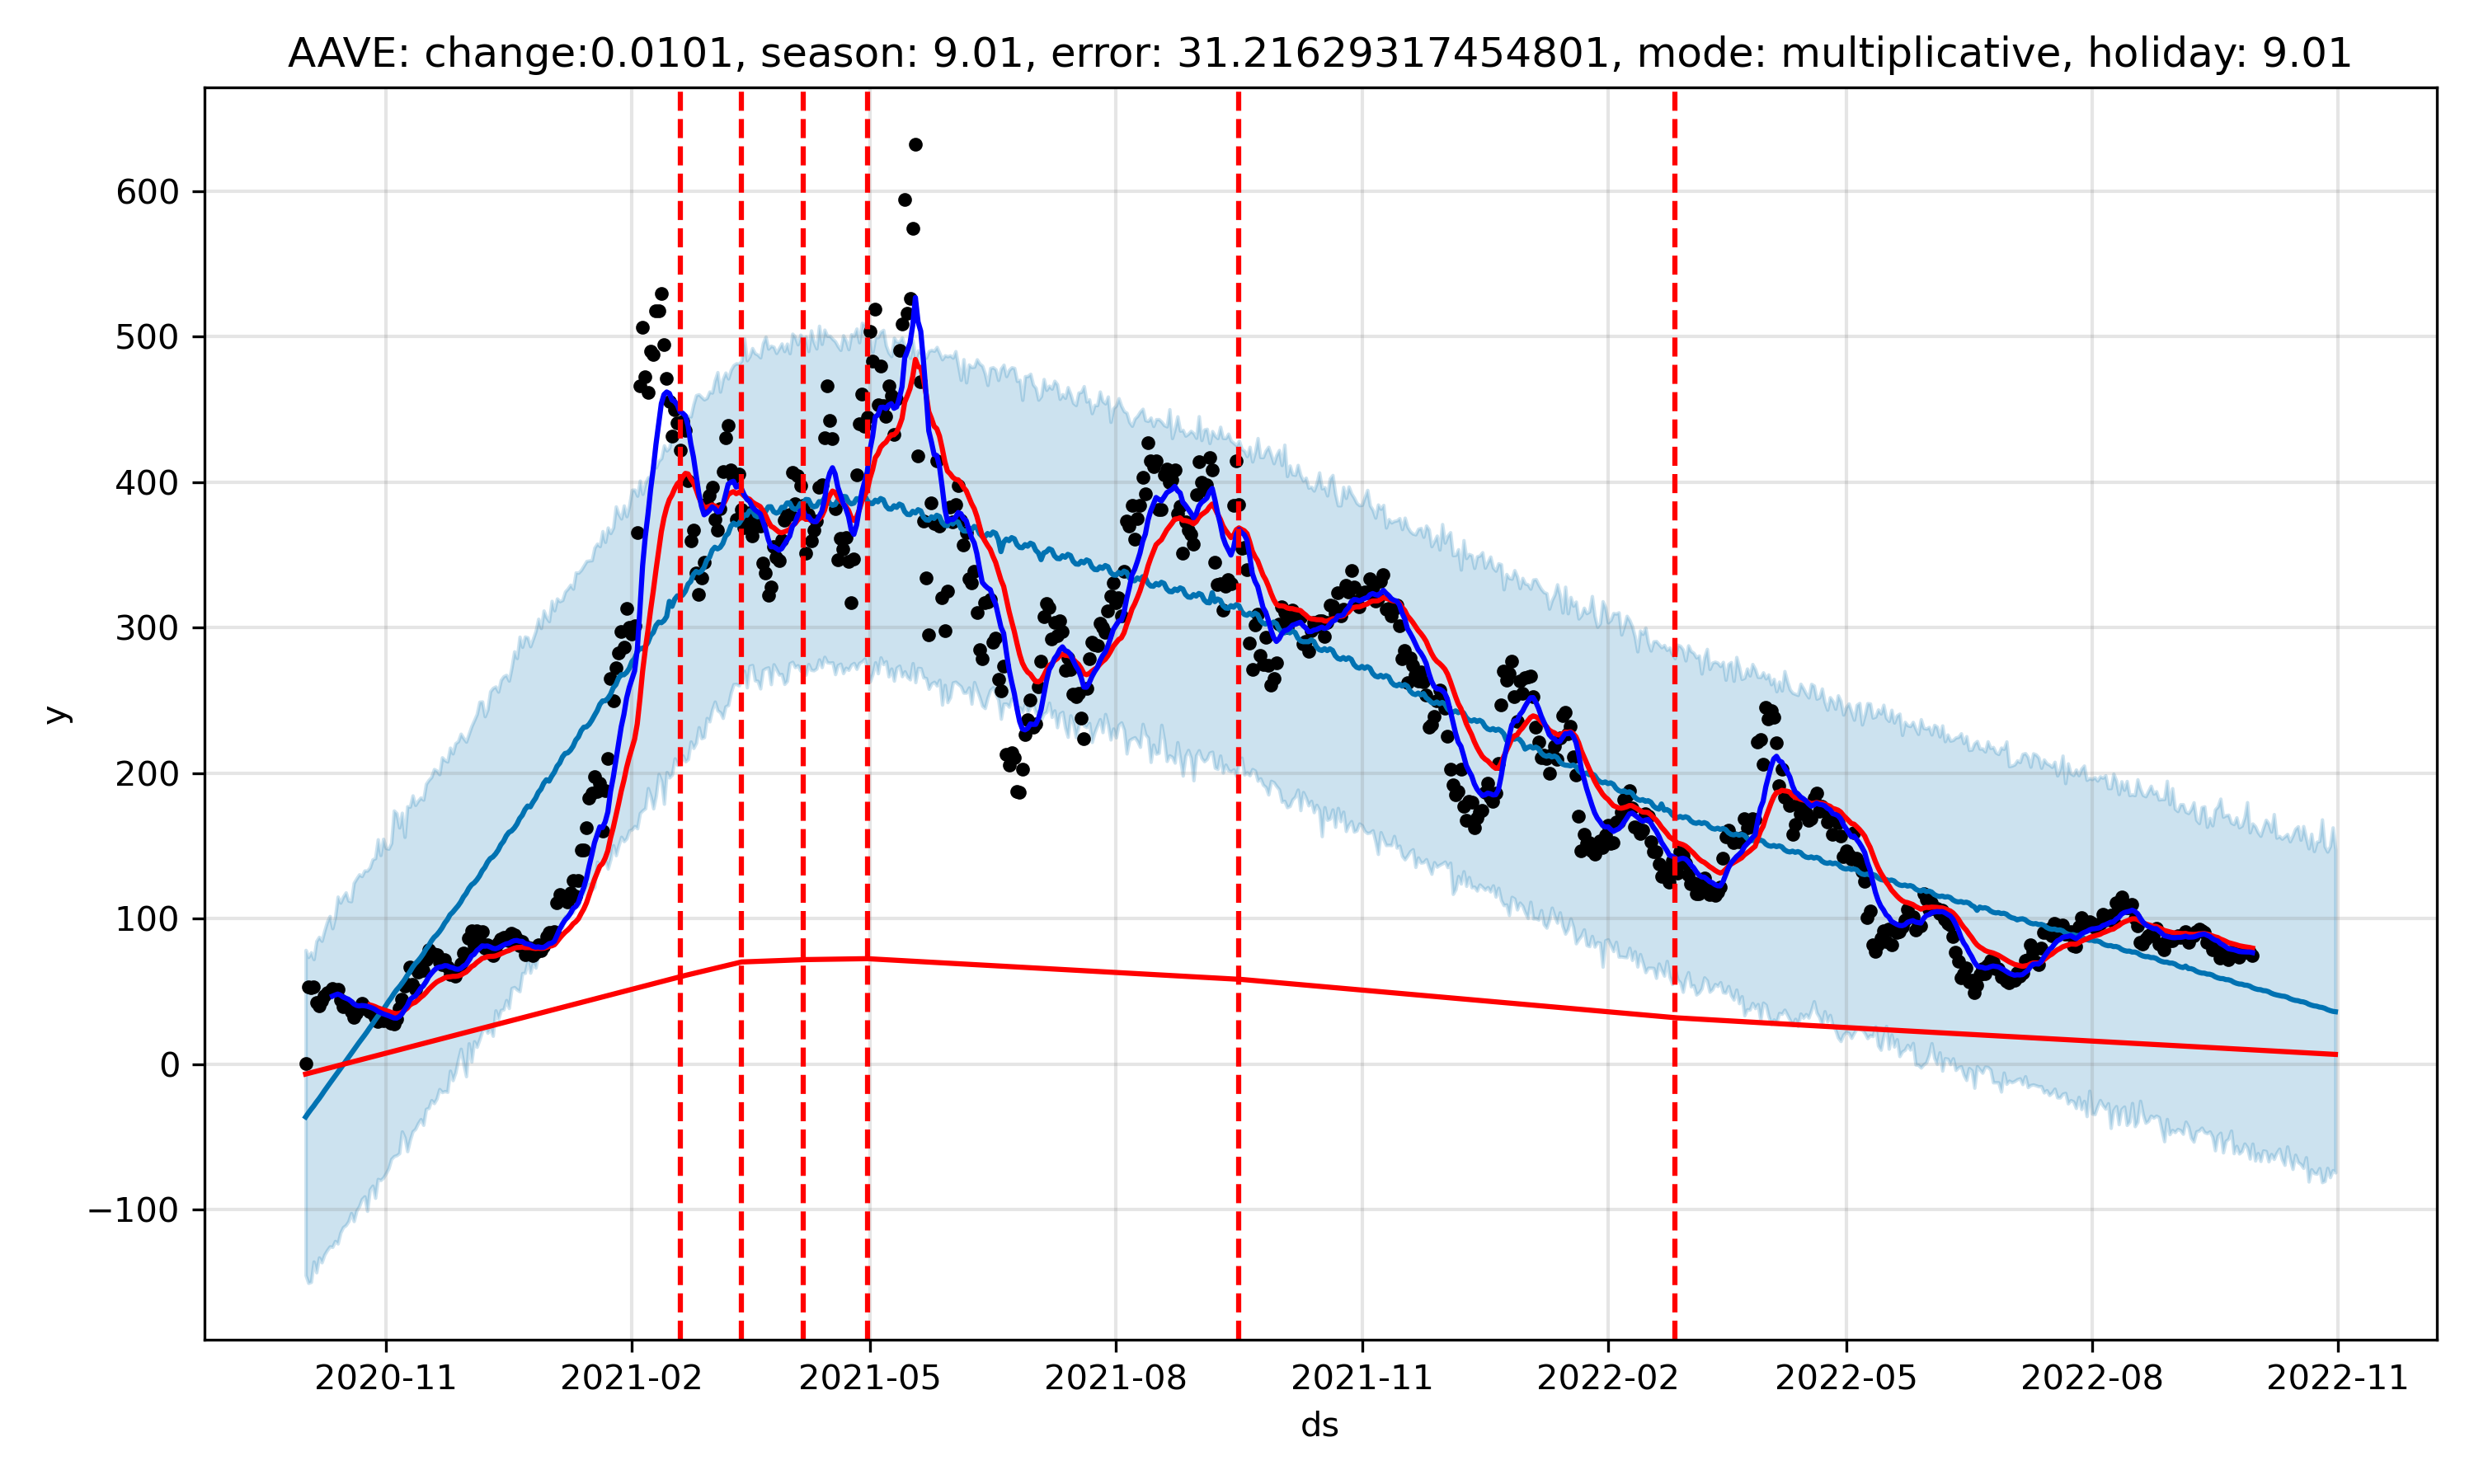 AAVE: change:0.0101, season: 9.01, error: 31.21629317454801, mode: multiplicative, holiday: 9.01
600
500
400
300
200
100
0
−100
y
2020-11 2021-02 2021-05 2021-08 2021-11 2022-02 2022-05 2022-08 2022-11
ds